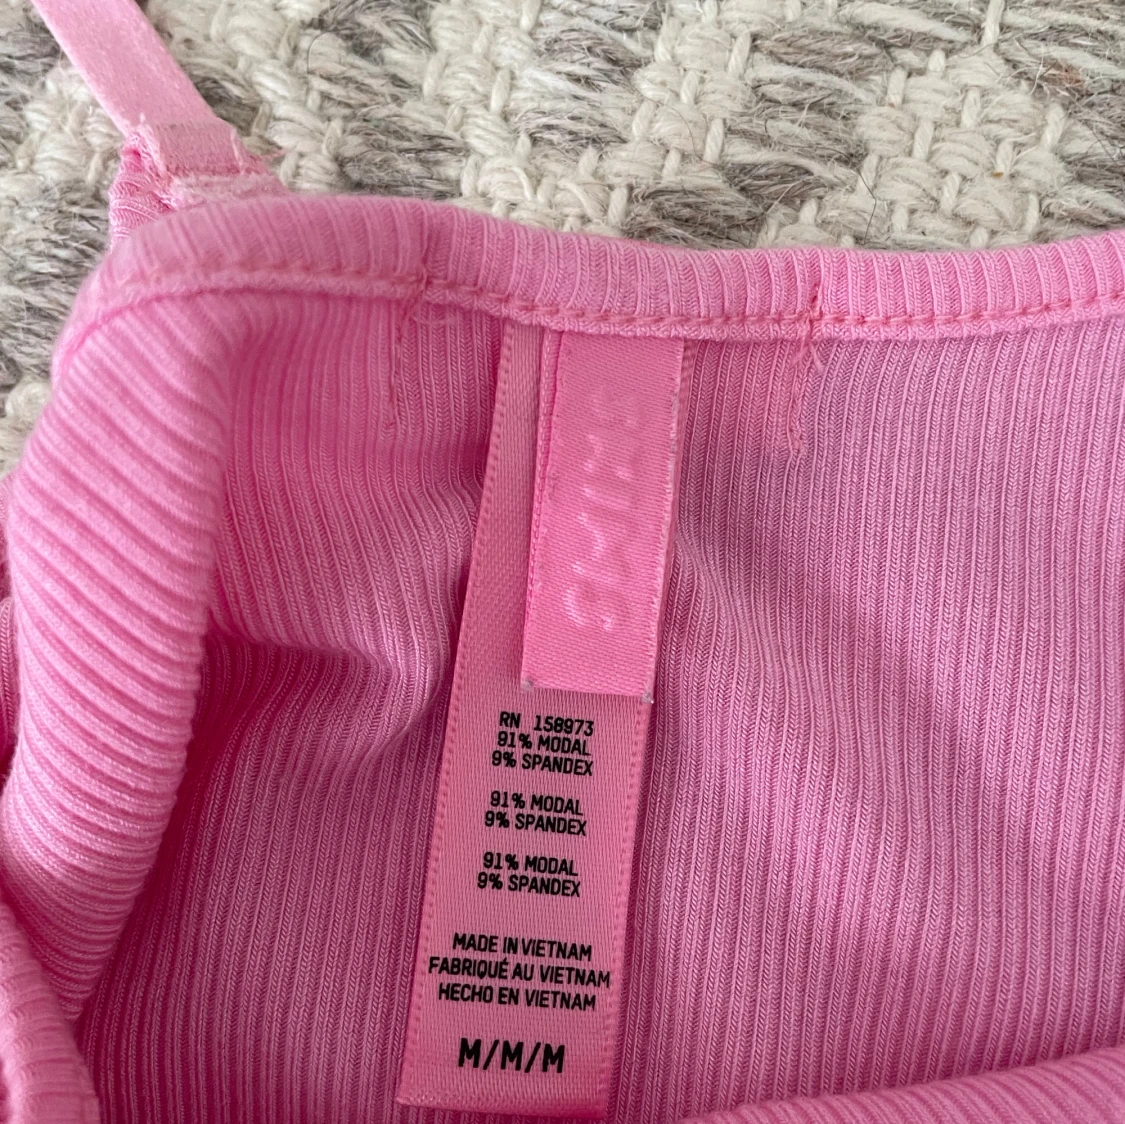 SKIMS
RN 158973
91% MODAL
9% SPANDEX
91% MODAL
9% SPANDEX
91% MODAL
9% SPANDEX
MADE IN VIETNAM
FABRIQUÉ AU VIETNAM
HECHO EN VIETNAM
M/M/M